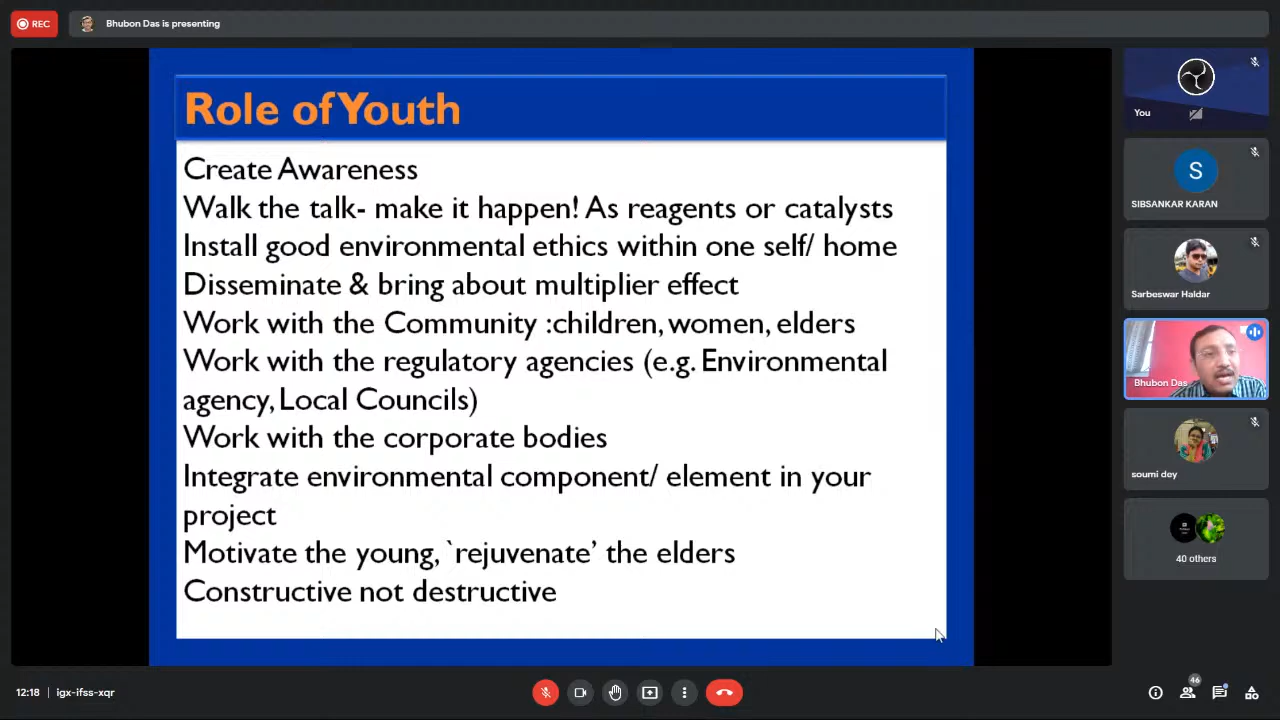 REC
Bhubon Das is presenting
Role of Youth
Create Awareness
Walk the talk- make it happen! As reagents or catalysts
Install good environmental ethics within one self/ home
Disseminate & bring about multiplier effect
Work with the Community :children, women, elders
Work with the regulatory agencies (e.g. Environmental
agency, Local Councils)
Work with the corporate bodies
Integrate environmental component/ element in your
project
Motivate the young, `rejuvenate’ the elders
Constructive not destructive
You
S
SIBSANKAR KARAN
Sarbeswar Haldar
Bhubon Das
soumi dey
40 others
12:18 | igx-ifss-xqr
46